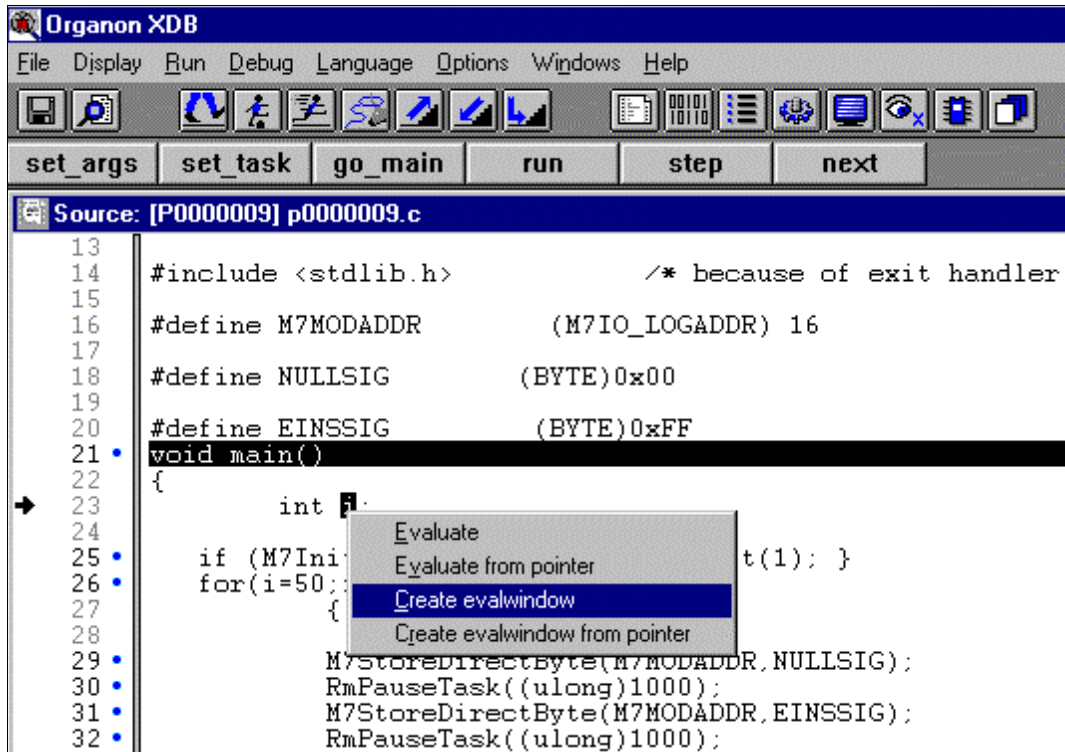 Organon XDB
File Display Run Debug Language Options Windows Help
set_args set_task go_main run step next
Source: [P0000009] p0000009.c
13
14 #include <stdlib.h> /* because of exit handler
15
16 #define M7MODADDR (M7IO_LOGADDR) 16
17
18 #define NULLSIG (BYTE)0x00
19
20 #define EINSSIG (BYTE)0xFF
21 void main()
22 {
23 int i;
24
25 if (M7Ini t(1); }
26 for(i=50;
27 {
28
29 M7StoreDirectByte(M7MODADDR,NULLSIG);
30 RmPauseTask((ulong)1000);
31 M7StoreDirectByte(M7MODADDR,EINSSIG);
32 RmPauseTask((ulong)1000);
Evaluate
Evaluate from pointer
Create evalwindow
Create evalwindow from pointer